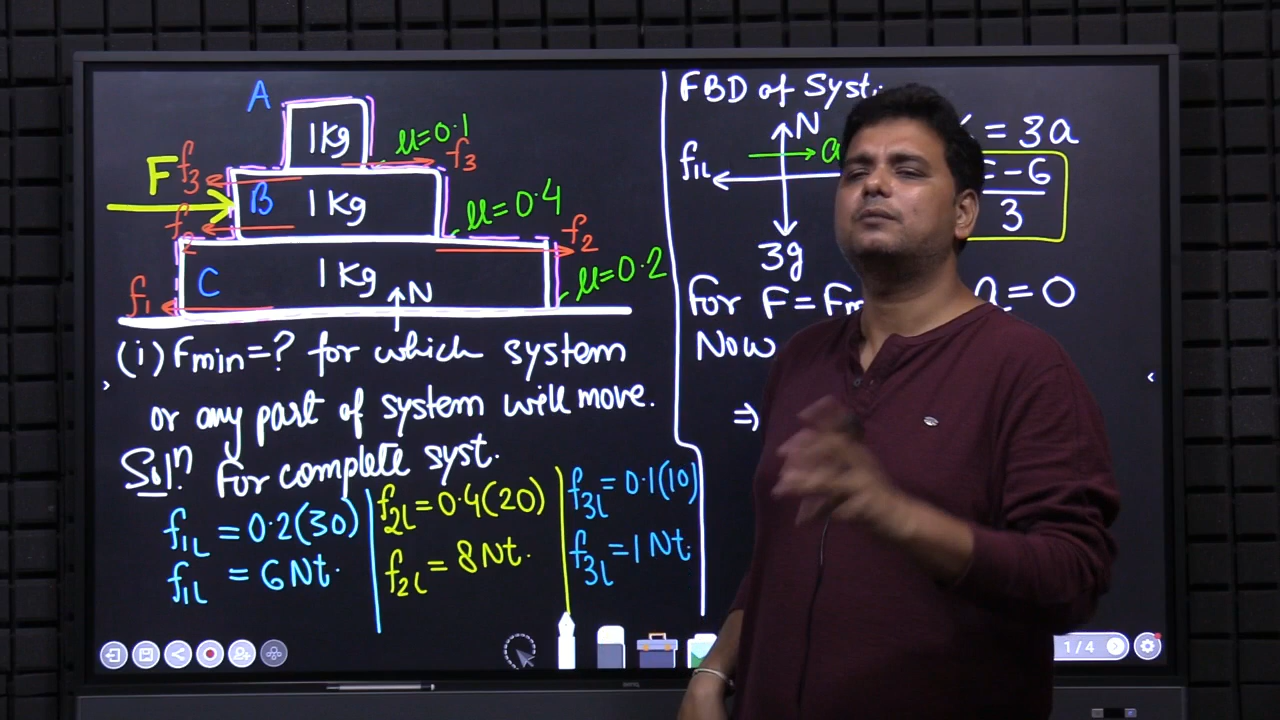 A
1Kg
μ=0.1
f3
F
f3
B
1Kg
μ=0.4
f2
f2
C
1Kg
N
μ=0.2
f1
(i) Fmin=? for which system
or any part of system will move.
Solⁿ. For complete syst.
f1L = 0.2(30)
f1L = 6Nt.
f2L = 0.4(20)
f2L = 8Nt.
f3L = 0.1(10)
f3L = 1Nt.
FBD of Syst
N
a
f1L
3g
= 3a
-6
3
For F = Fm
a = 0
Now
⇒
1/4